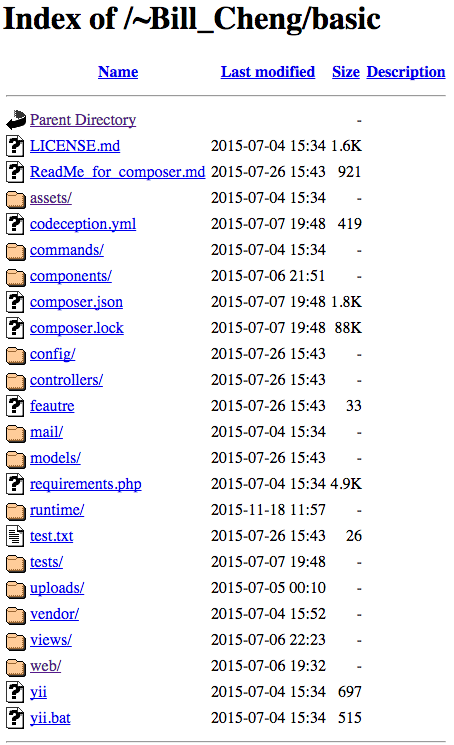 Index of /~Bill_Cheng/basic
Name Last modified Size Description
Parent Directory -
LICENSE.md 2015-07-04 15:34 1.6K
ReadMe_for_composer.md 2015-07-26 15:43 921
assets/ 2015-07-04 15:34 -
codeception.yml 2015-07-07 19:48 419
commands/ 2015-07-04 15:34 -
components/ 2015-07-06 21:51 -
composer.json 2015-07-07 19:48 1.8K
composer.lock 2015-07-07 19:48 88K
config/ 2015-07-26 15:43 -
controllers/ 2015-07-26 15:43 -
feautre 2015-07-26 15:43 33
mail/ 2015-07-04 15:34 -
models/ 2015-07-26 15:43 -
requirements.php 2015-07-04 15:34 4.9K
runtime/ 2015-11-18 11:57 -
test.txt 2015-07-26 15:43 26
tests/ 2015-07-07 19:48 -
uploads/ 2015-07-05 00:10 -
vendor/ 2015-07-04 15:52 -
views/ 2015-07-06 22:23 -
web/ 2015-07-06 19:32 -
yii 2015-07-04 15:34 697
yii.bat 2015-07-04 15:34 515